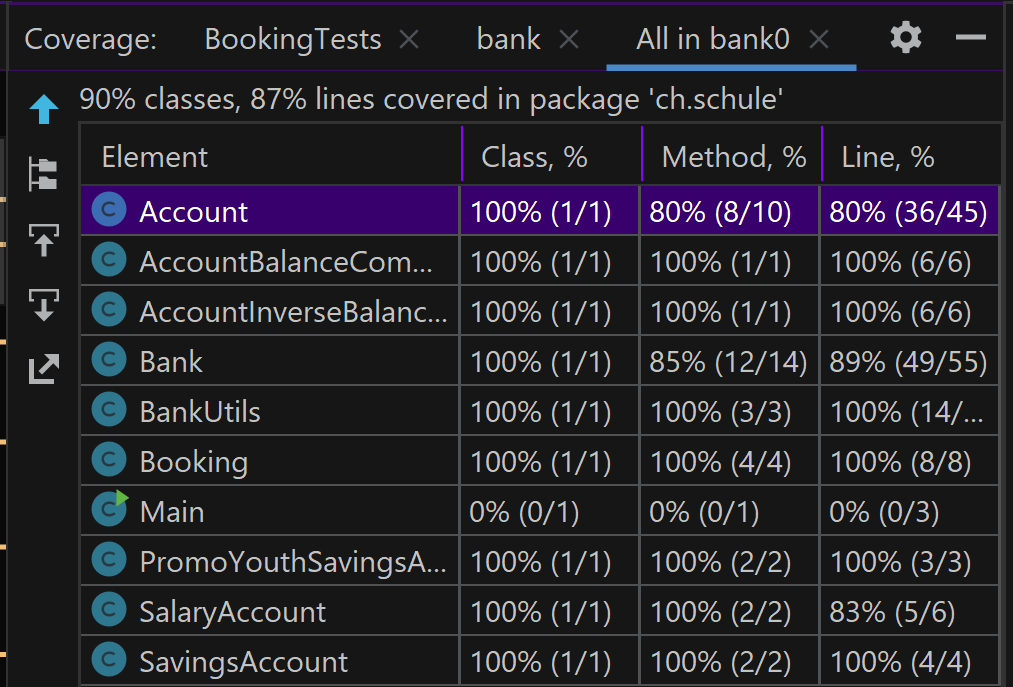 Coverage: BookingTests bank All in bank0
90% classes, 87% lines covered in package 'ch.schule'
Element Class, % Method, % Line, %
C Account 100% (1/1) 80% (8/10) 80% (36/45)
C AccountBalanceCom... 100% (1/1) 100% (1/1) 100% (6/6)
C AccountInverseBalanc... 100% (1/1) 100% (1/1) 100% (6/6)
C Bank 100% (1/1) 85% (12/14) 89% (49/55)
C BankUtils 100% (1/1) 100% (3/3) 100% (14/...
C Booking 100% (1/1) 100% (4/4) 100% (8/8)
C Main 0% (0/1) 0% (0/1) 0% (0/3)
C PromoYouthSavingsA... 100% (1/1) 100% (2/2) 100% (3/3)
C SalaryAccount 100% (1/1) 100% (2/2) 83% (5/6)
C SavingsAccount 100% (1/1) 100% (2/2) 100% (4/4)